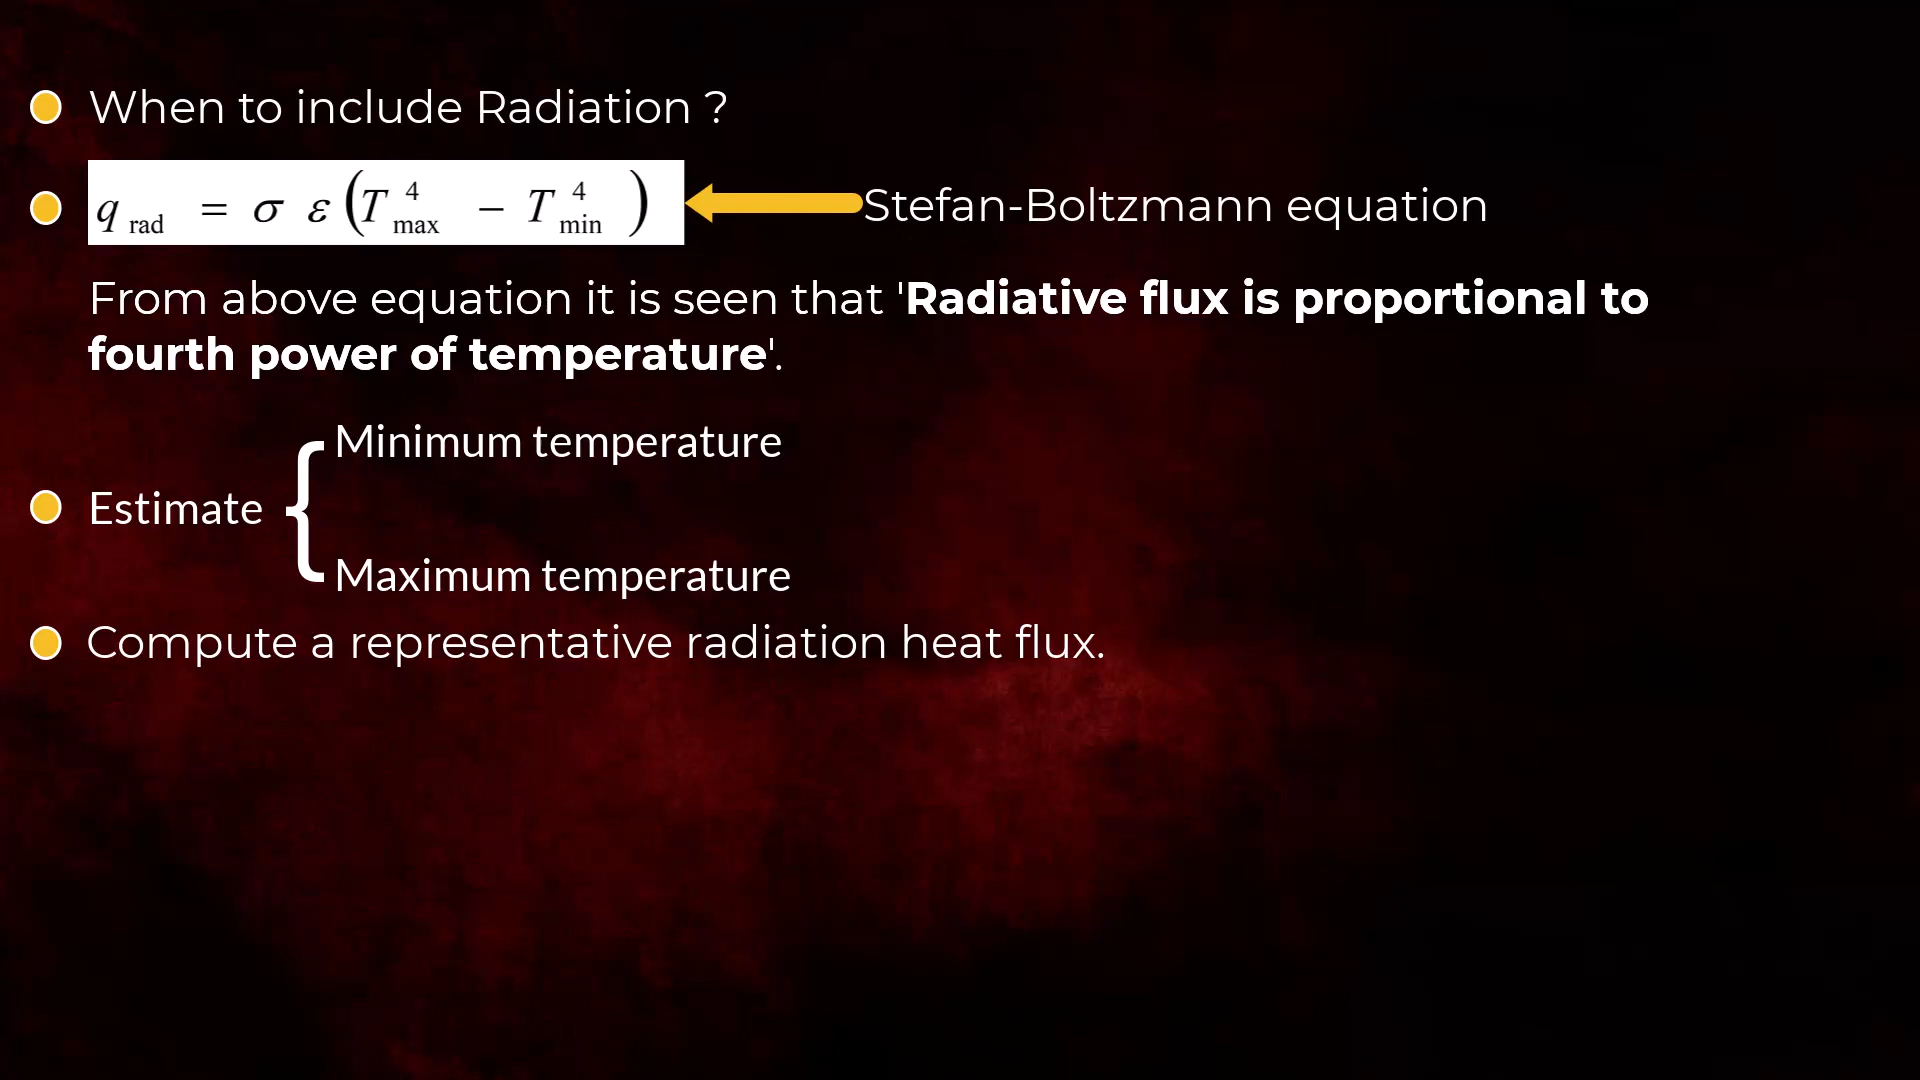 When to include Radiation ?
q rad = σ ε (T 4 max − T 4 min)
Stefan-Boltzmann equation
From above equation it is seen that 'Radiative flux is proportional to
fourth power of temperature'.
Minimum temperature
Estimate {
Maximum temperature
Compute a representative radiation heat flux.